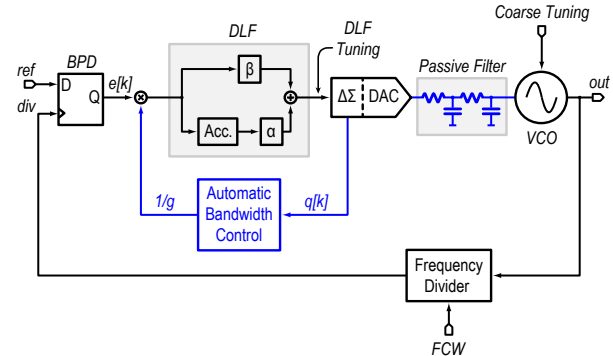 Coarse Tuning
DLF
DLF
Tuning
BPD
Passive Filter
ref
e[k]
β
D
Q
ΔΣ
DAC
out
div
Acc.
α
VCO
1/g
Automatic
Bandwidth
Control
q[k]
Frequency
Divider
FCW